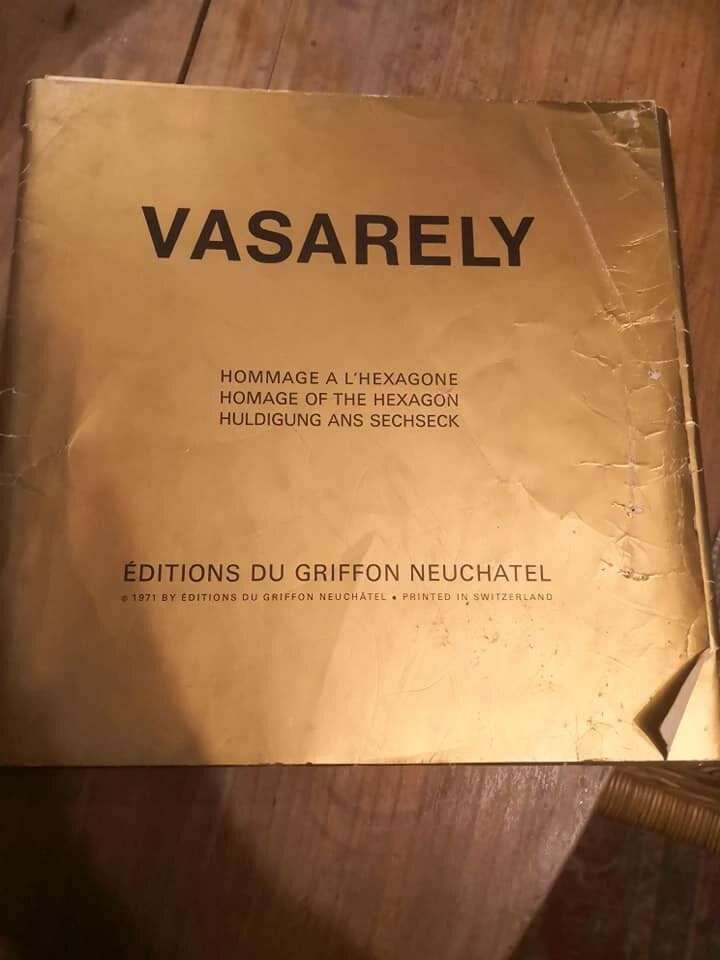 VASARELY
HOMMAGE A L'HEXAGONE
HOMAGE OF THE HEXAGON
HULDIGUNG ANS SECHSECK
ÉDITIONS DU GRIFFON NEUCHATEL
© 1971 BY ÉDITIONS DU GRIFFON NEUCHÂTEL • PRINTED IN SWITZERLAND